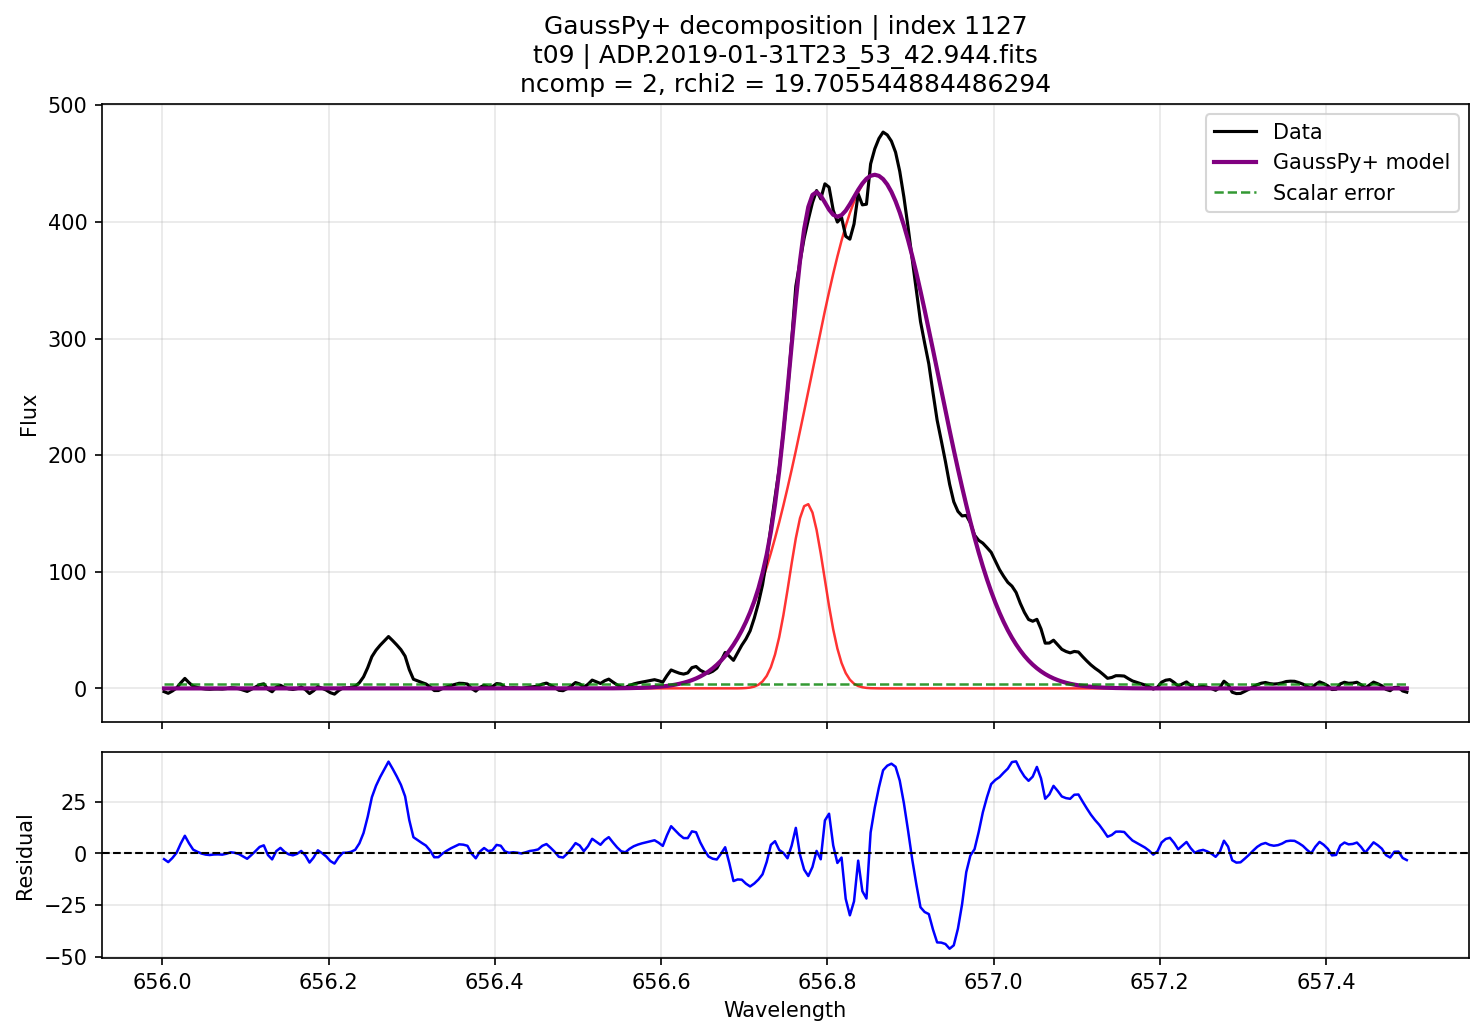 GaussPy+ decomposition | index 1127
t09 | ADP.2019-01-31T23_53_42.944.fits
ncomp = 2, rchi2 = 19.705544884486294
500
400
300
200
100
0
Flux
Data
GaussPy+ model
Scalar error
25
0
−25
−50
Residual
656.0 656.2 656.4 656.6 656.8 657.0 657.2 657.4
Wavelength